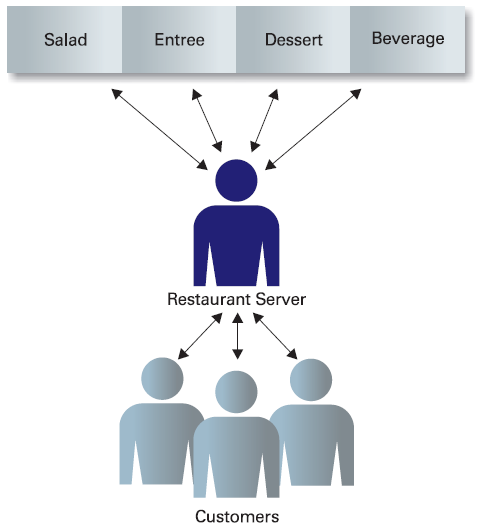 Salad Entree Dessert Beverage
Restaurant Server
Customers